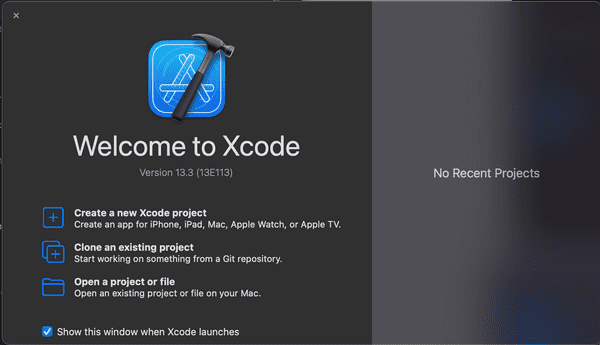 Welcome to Xcode
Version 13.3 (13E113)
Create a new Xcode project
Create an app for iPhone, iPad, Mac, Apple Watch, or Apple TV.
Clone an existing project
Start working on something from a Git repository.
Open a project or file
Open an existing project or file on your Mac.
Show this window when Xcode launches
No Recent Projects